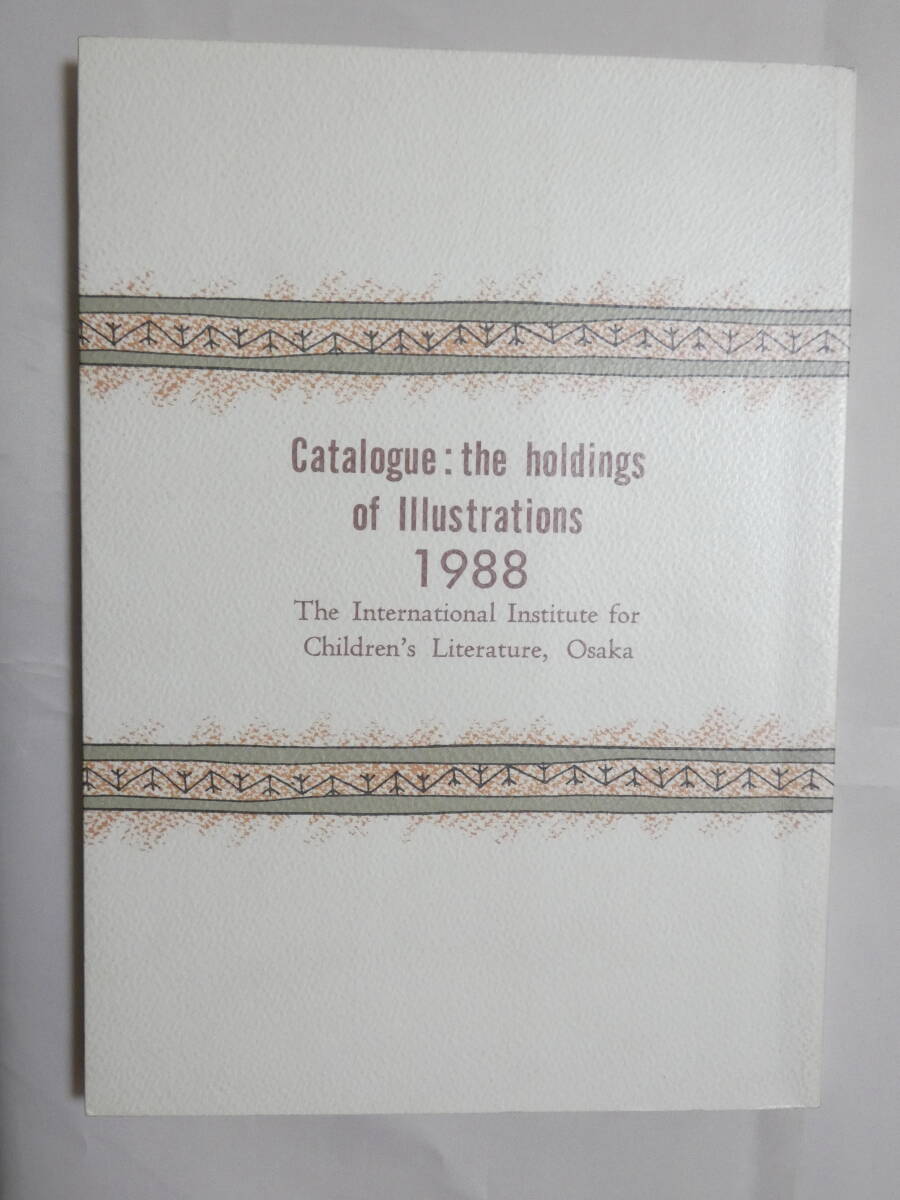 Catalogue: the holdings
of Illustrations
1988
The International Institute for
Children's Literature, Osaka